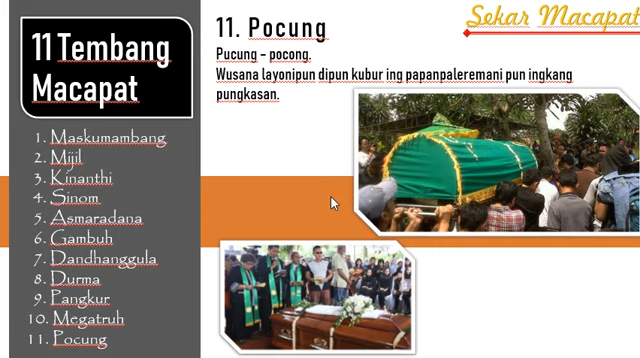 Sekar Macapat
11 Tembang
Macapat
1. Maskumambang
2. Mijil
3. Kinanthi
4. Sinom
5. Asmaradana
6. Gambuh
7. Dandhanggula
8. Durma
9. Pangkur
10. Megatruh
11. Pocung
11. Pocung
Pucung – pocong.
Wusana layonipun dipun kubur ing papanpaleremani pun ingkang
pungkasan.